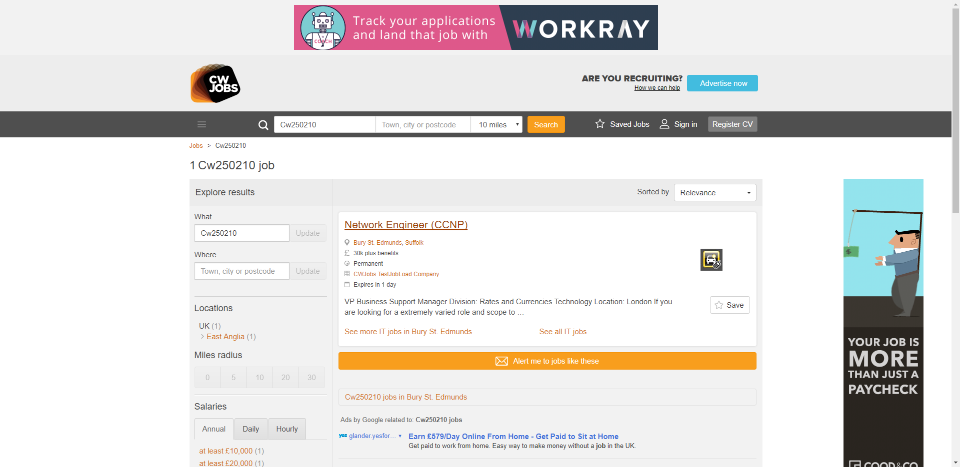 COACH
Track your applications
and land that job with
WORKRAY
CW
JOBS
ARE YOU RECRUITING?
How we can help
Advertise now
Cw250210
Town, city or postcode
10 miles
Search
Saved Jobs
Sign in
Register CV
Jobs > Cw250210
1 Cw250210 job
Explore results
Sorted by
Relevance
What
Cw250210
Update
Where
Town, city or postcode
Update
Locations
UK (1)
> East Anglia (1)
Miles radius
0 5 10 20 30
Salaries
Annual Daily Hourly
at least £10,000 (1)
at least £20,000 (1)
Network Engineer (CCNP)
Bury St. Edmunds, Suffolk
30k plus benefits
Permanent
CWJobs TestJobLoad Company
Expires in 1 day
VP Business Support Manager Division: Rates and Currencies Technology Location: London If you
are looking for a extremely varied role and scope to ...
Save
See more IT jobs in Bury St. Edmunds
See all IT jobs
Alert me to jobs like these
Cw250210 jobs in Bury St. Edmunds
Ads by Google related to: Cw250210 jobs
glander.yesfor...
Earn £579/Day Online From Home - Get Paid to Sit at Home
Get paid to work from home. Easy way to make money without a job in the UK.
YOUR JOB IS
MORE
THAN JUST A
PAYCHECK
GOOD&CO